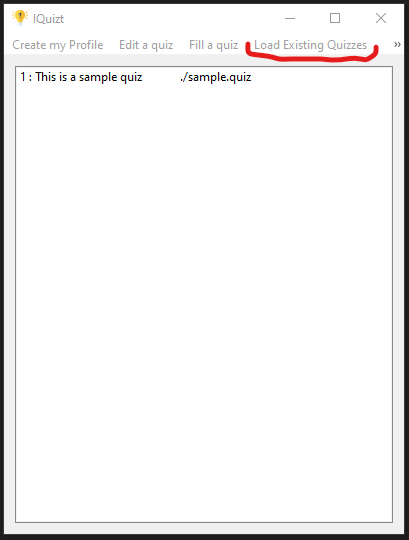 IQuizt
Create my Profile Edit a quiz Fill a quiz Load Existing Quizzes »
1 : This is a sample quiz ./sample.quiz